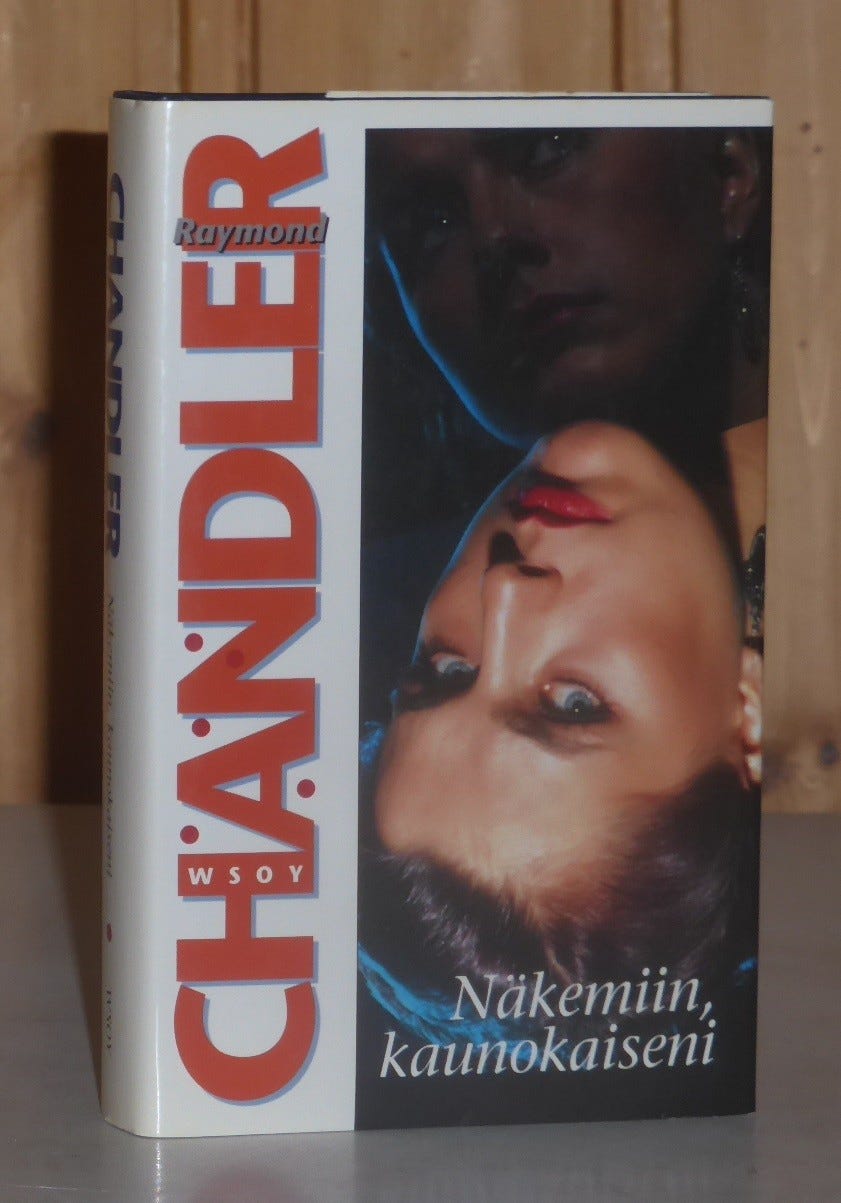 CHANDLER
Näkemiin, kaunokaiseni
WSOY
Raymond
CHANDLER
WSOY
Näkemiin,
kaunokaiseni